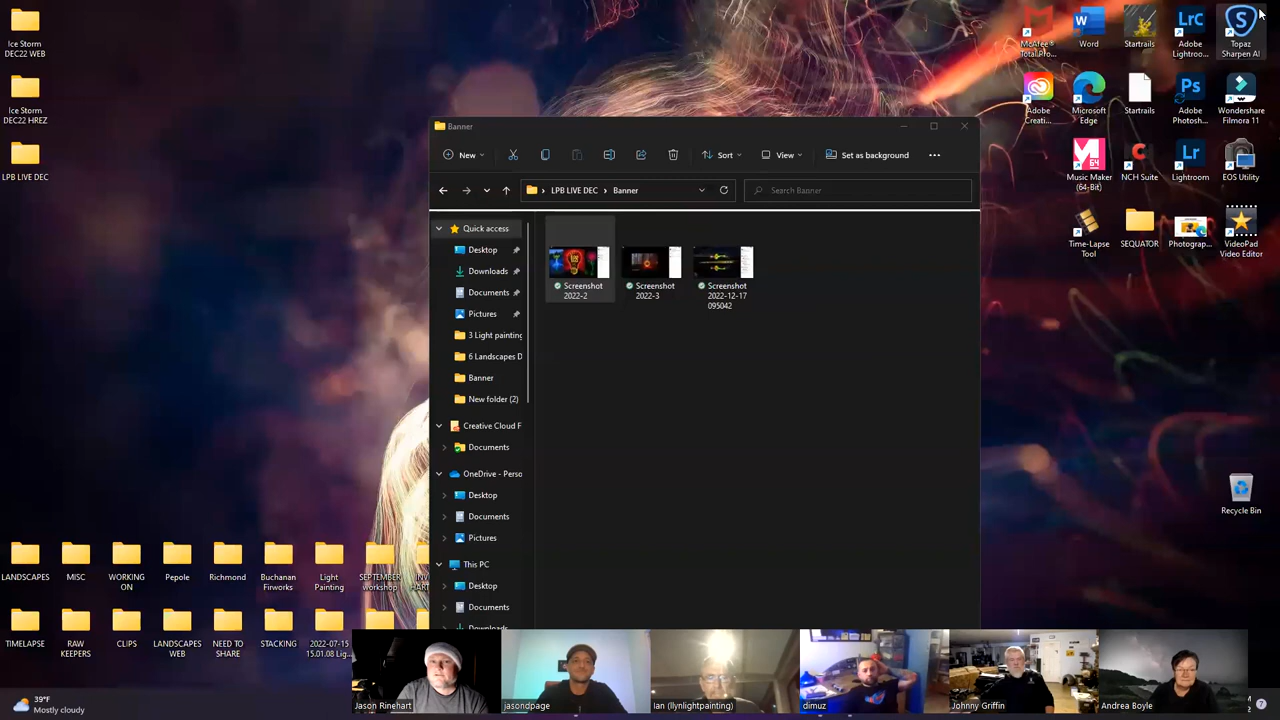 Ice Storm
DEC22 WEB
Ice Storm
DEC22 HREZ
LPB LIVE DEC
McAfee®
Total Pro...
Word
Startrails
Adobe
Lightroo...
Topaz
Sharpen AI
Adobe
Creati...
Microsoft
Edge
Startrails
Adobe
Photosh...
Wondershare
Filmora 11
Music Maker
(64-Bit)
NCH Suite
Lightroom
EOS Utility
Time-Lapse
Tool
SEQUATOR
Photograp...
VideoPad
Video Editor
Recycle Bin
Banner
New
Sort
View
Set as background
LPB LIVE DEC
Banner
Search Banner
Quick access
Desktop
Downloads
Documents
Pictures
3 Light painting
6 Landscapes D
Banner
New folder (2)
Creative Cloud F
Documents
OneDrive - Perso
Desktop
Documents
Pictures
This PC
Desktop
Documents
Downloads
Screenshot
2022-2
Screenshot
2022-3
Screenshot
2022-12-17
095042
LANDSCAPES
MISC
WORKING
ON
Pepole
Richmond
Buchanan
Firworks
Light
Painting
SEPTEMBER
workshop
TIMELAPSE
RAW
KEEPERS
CLIPS
LANDSCAPES
WEB
NEED TO
SHARE
STACKING
2022-07-15
15.01.08 Lig...
Jason Rinehart
jasondpage
Ian (llynlightpainting)
dimuz
Johnny Griffin
Andrea Boyle
39°F
Mostly cloudy